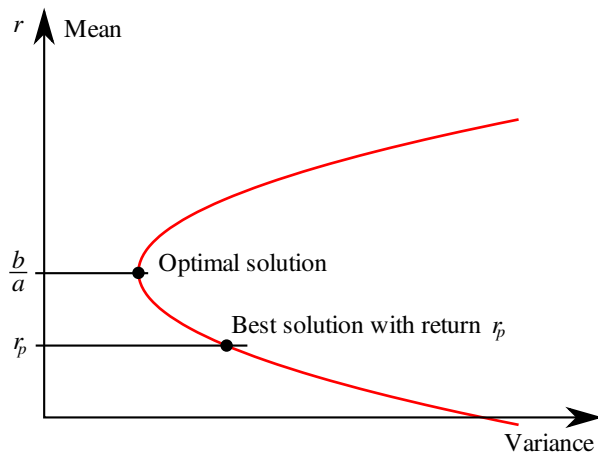 r Mean
b
a
Optimal solution
Best solution with return r_p
r_p
Variance